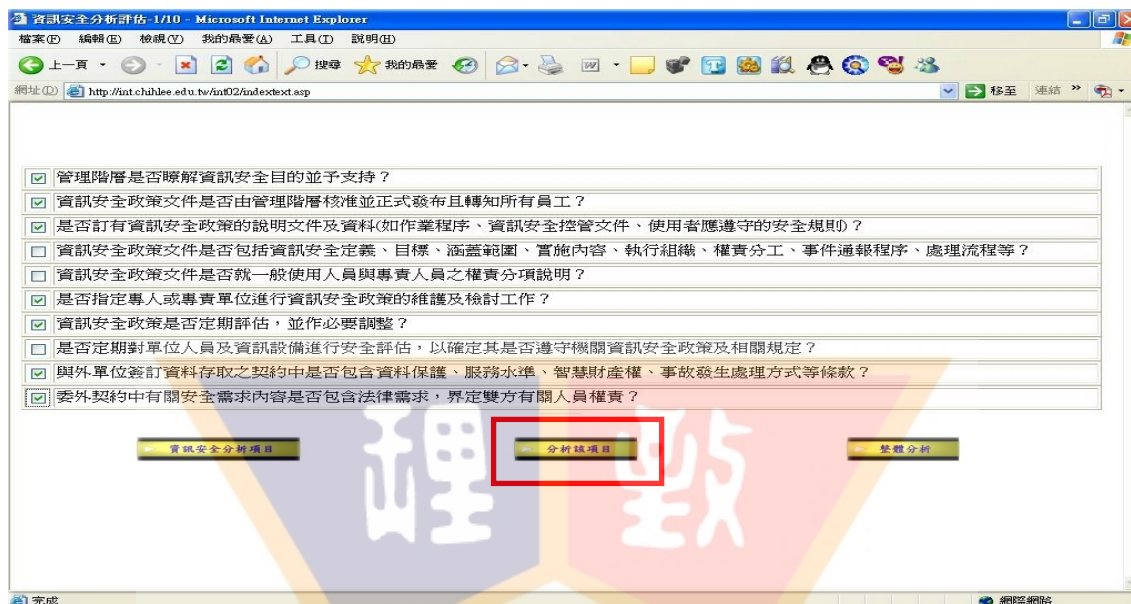 資訊安全分析評估-1/10 - Microsoft Internet Explorer
檔案(F) 編輯(E) 檢視(V) 我的最愛(A) 工具(T) 說明(H)
上一頁 搜尋 我的最愛
網址(D) http://int.chihlee.edu.tw/int02/indextext.asp 移至 連結 »
管理階層是否瞭解資訊安全目的並予支持?
資訊安全政策文件是否由管理階層核准並正式發布且轉知所有員工?
是否訂有資訊安全政策的說明文件及資料(如作業程序、資訊安全控管文件、使用者應遵守的安全規則)?
資訊安全政策文件是否包括資訊安全定義、目標、涵蓋範圍、實施內容、執行組織、權責分工、事件通報程序、處理流程等?
資訊安全政策文件是否就一般使用人員與專責人員之權責分項說明?
是否指定專人或專責單位進行資訊安全政策的維護及檢討工作?
資訊安全政策是否定期評估,並作必要調整?
是否定期對單位人員及資訊設備進行安全評估,以確定其是否遵守機關資訊安全政策及相關規定?
與外單位簽訂資料存取之契約中是否包含資料保護、服務水準、智慧財產權、事故發生處理方式等條款?
委外契約中有關安全需求內容是否包含法律需求,界定雙方有關人員權責?
資訊安全分析項目 分析該項目 整體分析
理 致
完成 網際網路